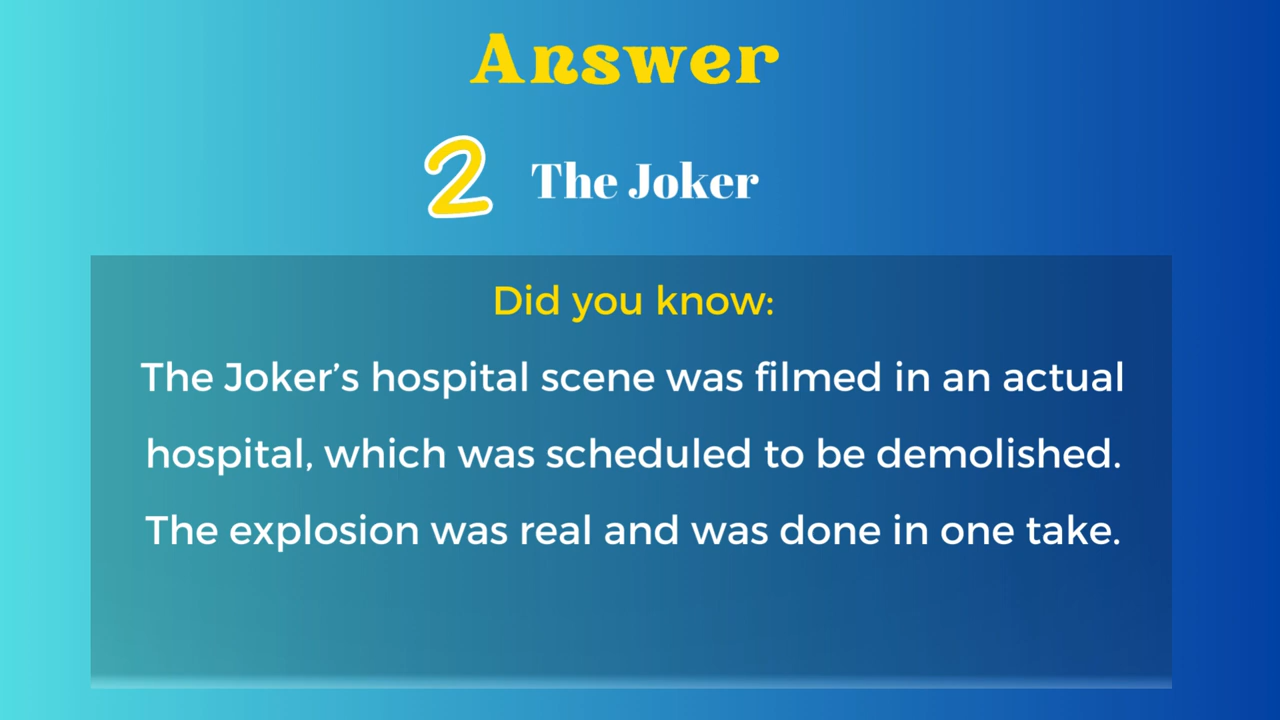 Answer
2 The Joker
Did you know:
The Joker’s hospital scene was filmed in an actual
hospital, which was scheduled to be demolished.
The explosion was real and was done in one take.